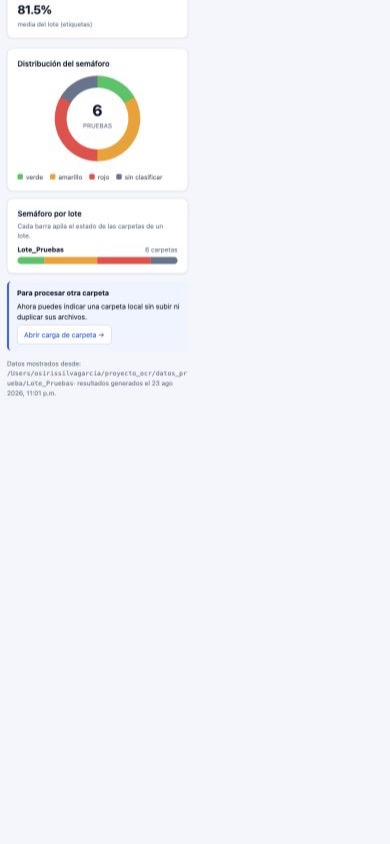 81.5%
media del lote (etiquetas)
Distribución del semáforo
6
PRUEBAS
verde amarillo rojo sin clasificar
Semáforo por lote
Cada barra apila el estado de las carpetas de un
lote.
Lote_Pruebas 6 carpetas
Para procesar otra carpeta
Ahora puedes indicar una carpeta local sin subir ni
duplicar sus archivos.
Abrir carga de carpeta →
Datos mostrados desde:
/Users/osirissilvagarcia/proyecto_ocr/datos_pr
ueba/Lote_Pruebas· resultados generados el 23 ago
2026, 11:01 p.m.